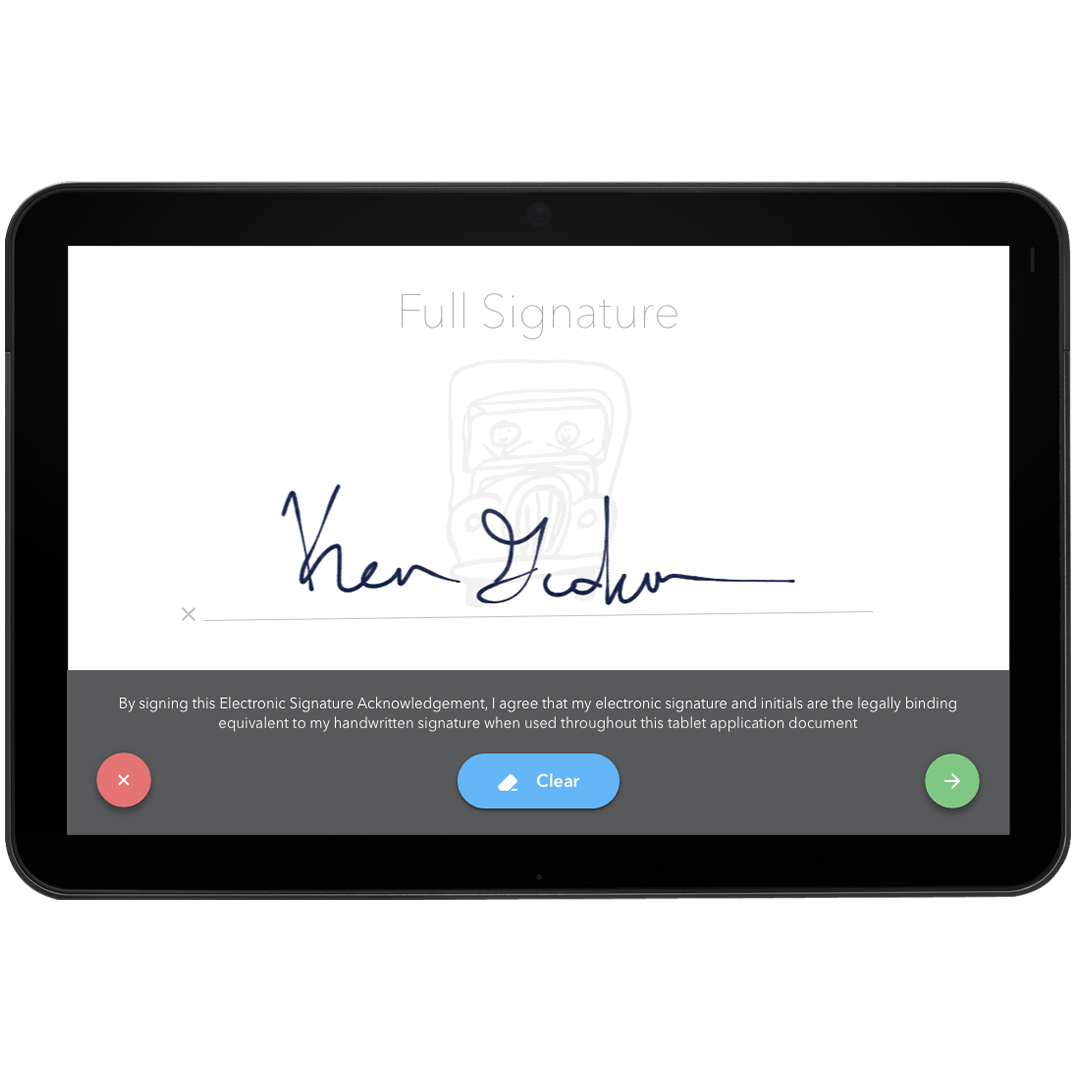 Full Signature
Ken
By signing this Electronic Signature Acknowledgement, I agree that my electronic signature and initials are the legally binding
equivalent to my handwritten signature when used throughout this tablet application document
Clear